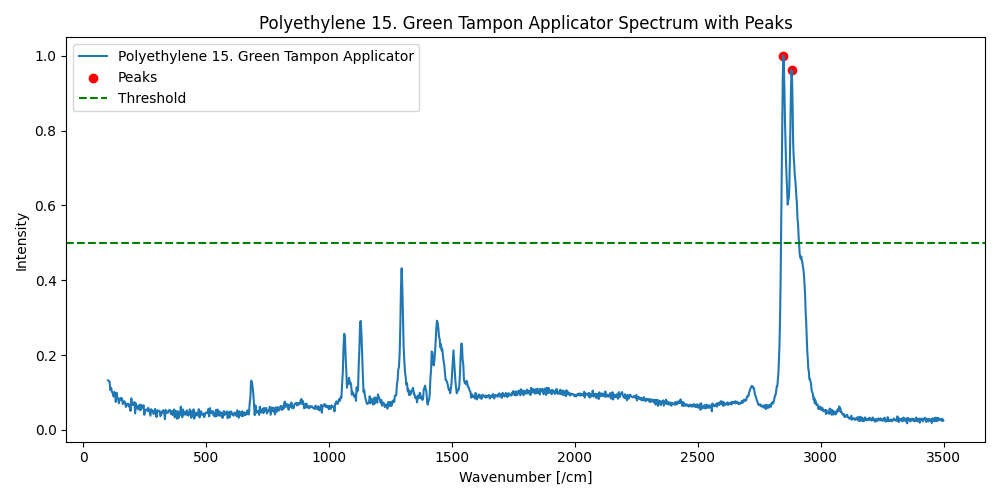 Polyethylene 15. Green Tampon Applicator Spectrum with Peaks
Polyethylene 15. Green Tampon Applicator
Peaks
Threshold
Intensity
1.0
0.8
0.6
0.4
0.2
0.0
0 500 1000 1500 2000 2500 3000 3500
Wavenumber [/cm]